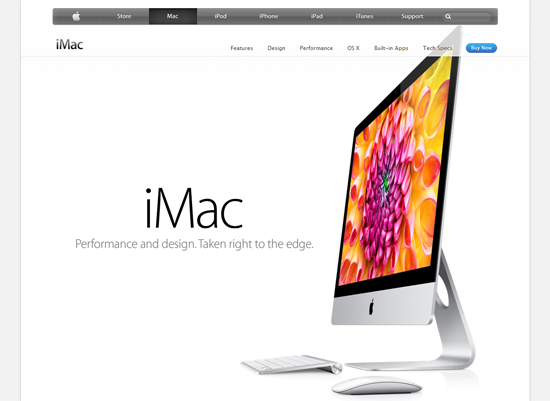 Store Mac iPod iPhone iPad iTunes Support
iMac Features Design Performance OS X Built-in Apps Tech Specs Buy Now
iMac
Performance and design. Taken right to the edge.